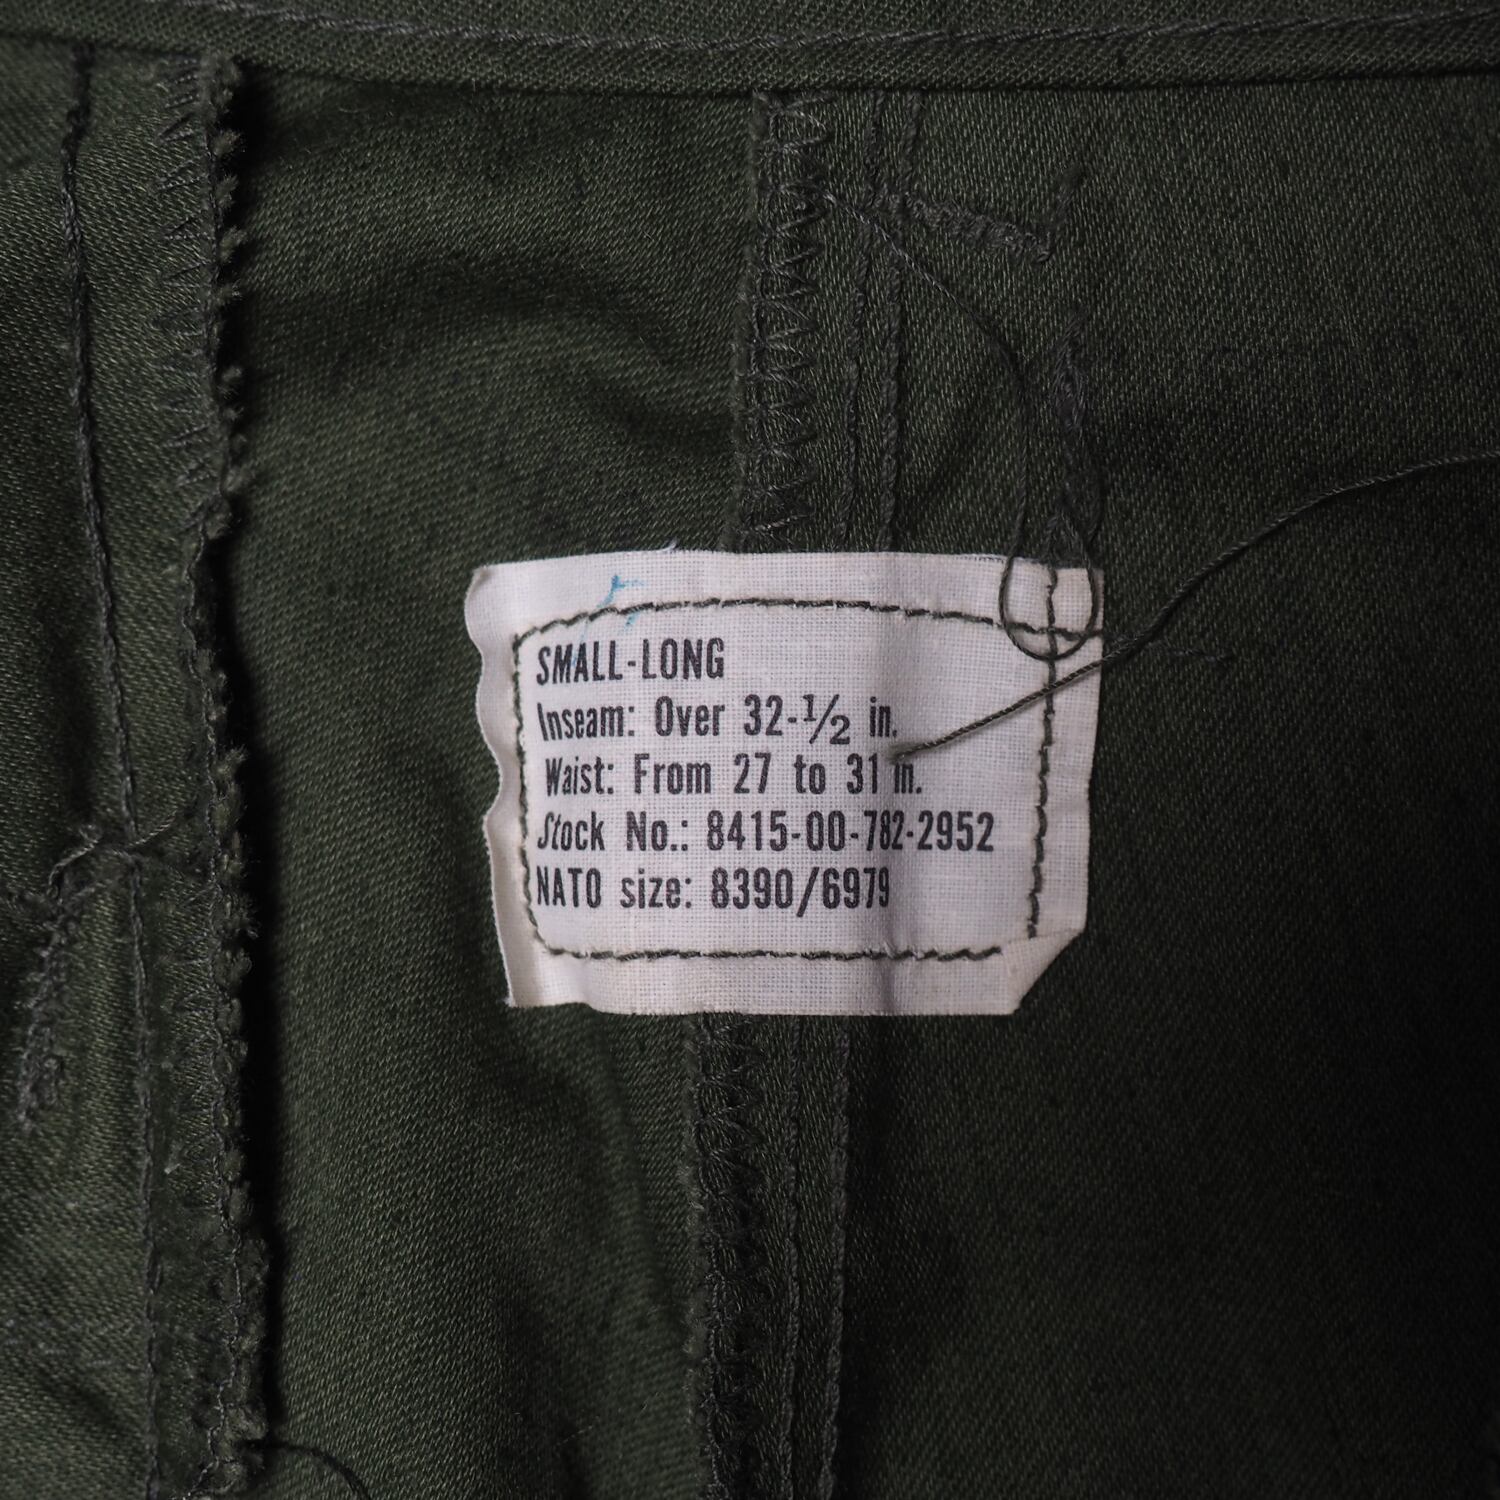 SMALL-LONG
Inseam: Over 32-1/2 in.
Waist: From 27 to 31 in.
Stock No.: 8415-00-782-2952
NATO size: 8390/6979